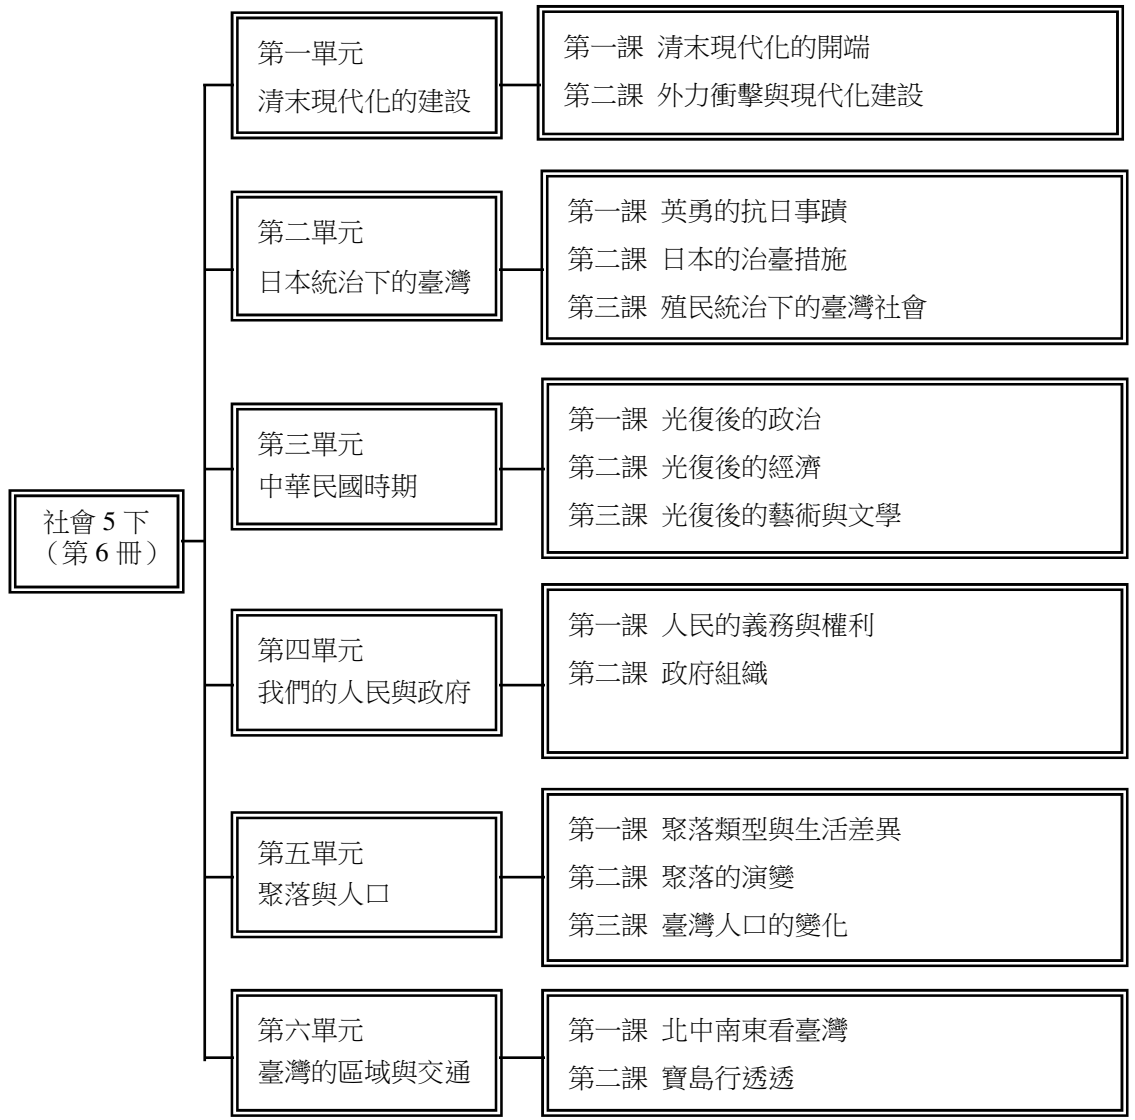 社會 5 下
（第 6 冊）
第一單元
清末現代化的建設
第一課 清末現代化的開端
第二課 外力衝擊與現代化建設
第二單元
日本統治下的臺灣
第一課 英勇的抗日事蹟
第二課 日本的治臺措施
第三課 殖民統治下的臺灣社會
第三單元
中華民國時期
第一課 光復後的政治
第二課 光復後的經濟
第三課 光復後的藝術與文學
第四單元
我們的人民與政府
第一課 人民的義務與權利
第二課 政府組織
第五單元
聚落與人口
第一課 聚落類型與生活差異
第二課 聚落的演變
第三課 臺灣人口的變化
第六單元
臺灣的區域與交通
第一課 北中南東看臺灣
第二課 寶島行透透